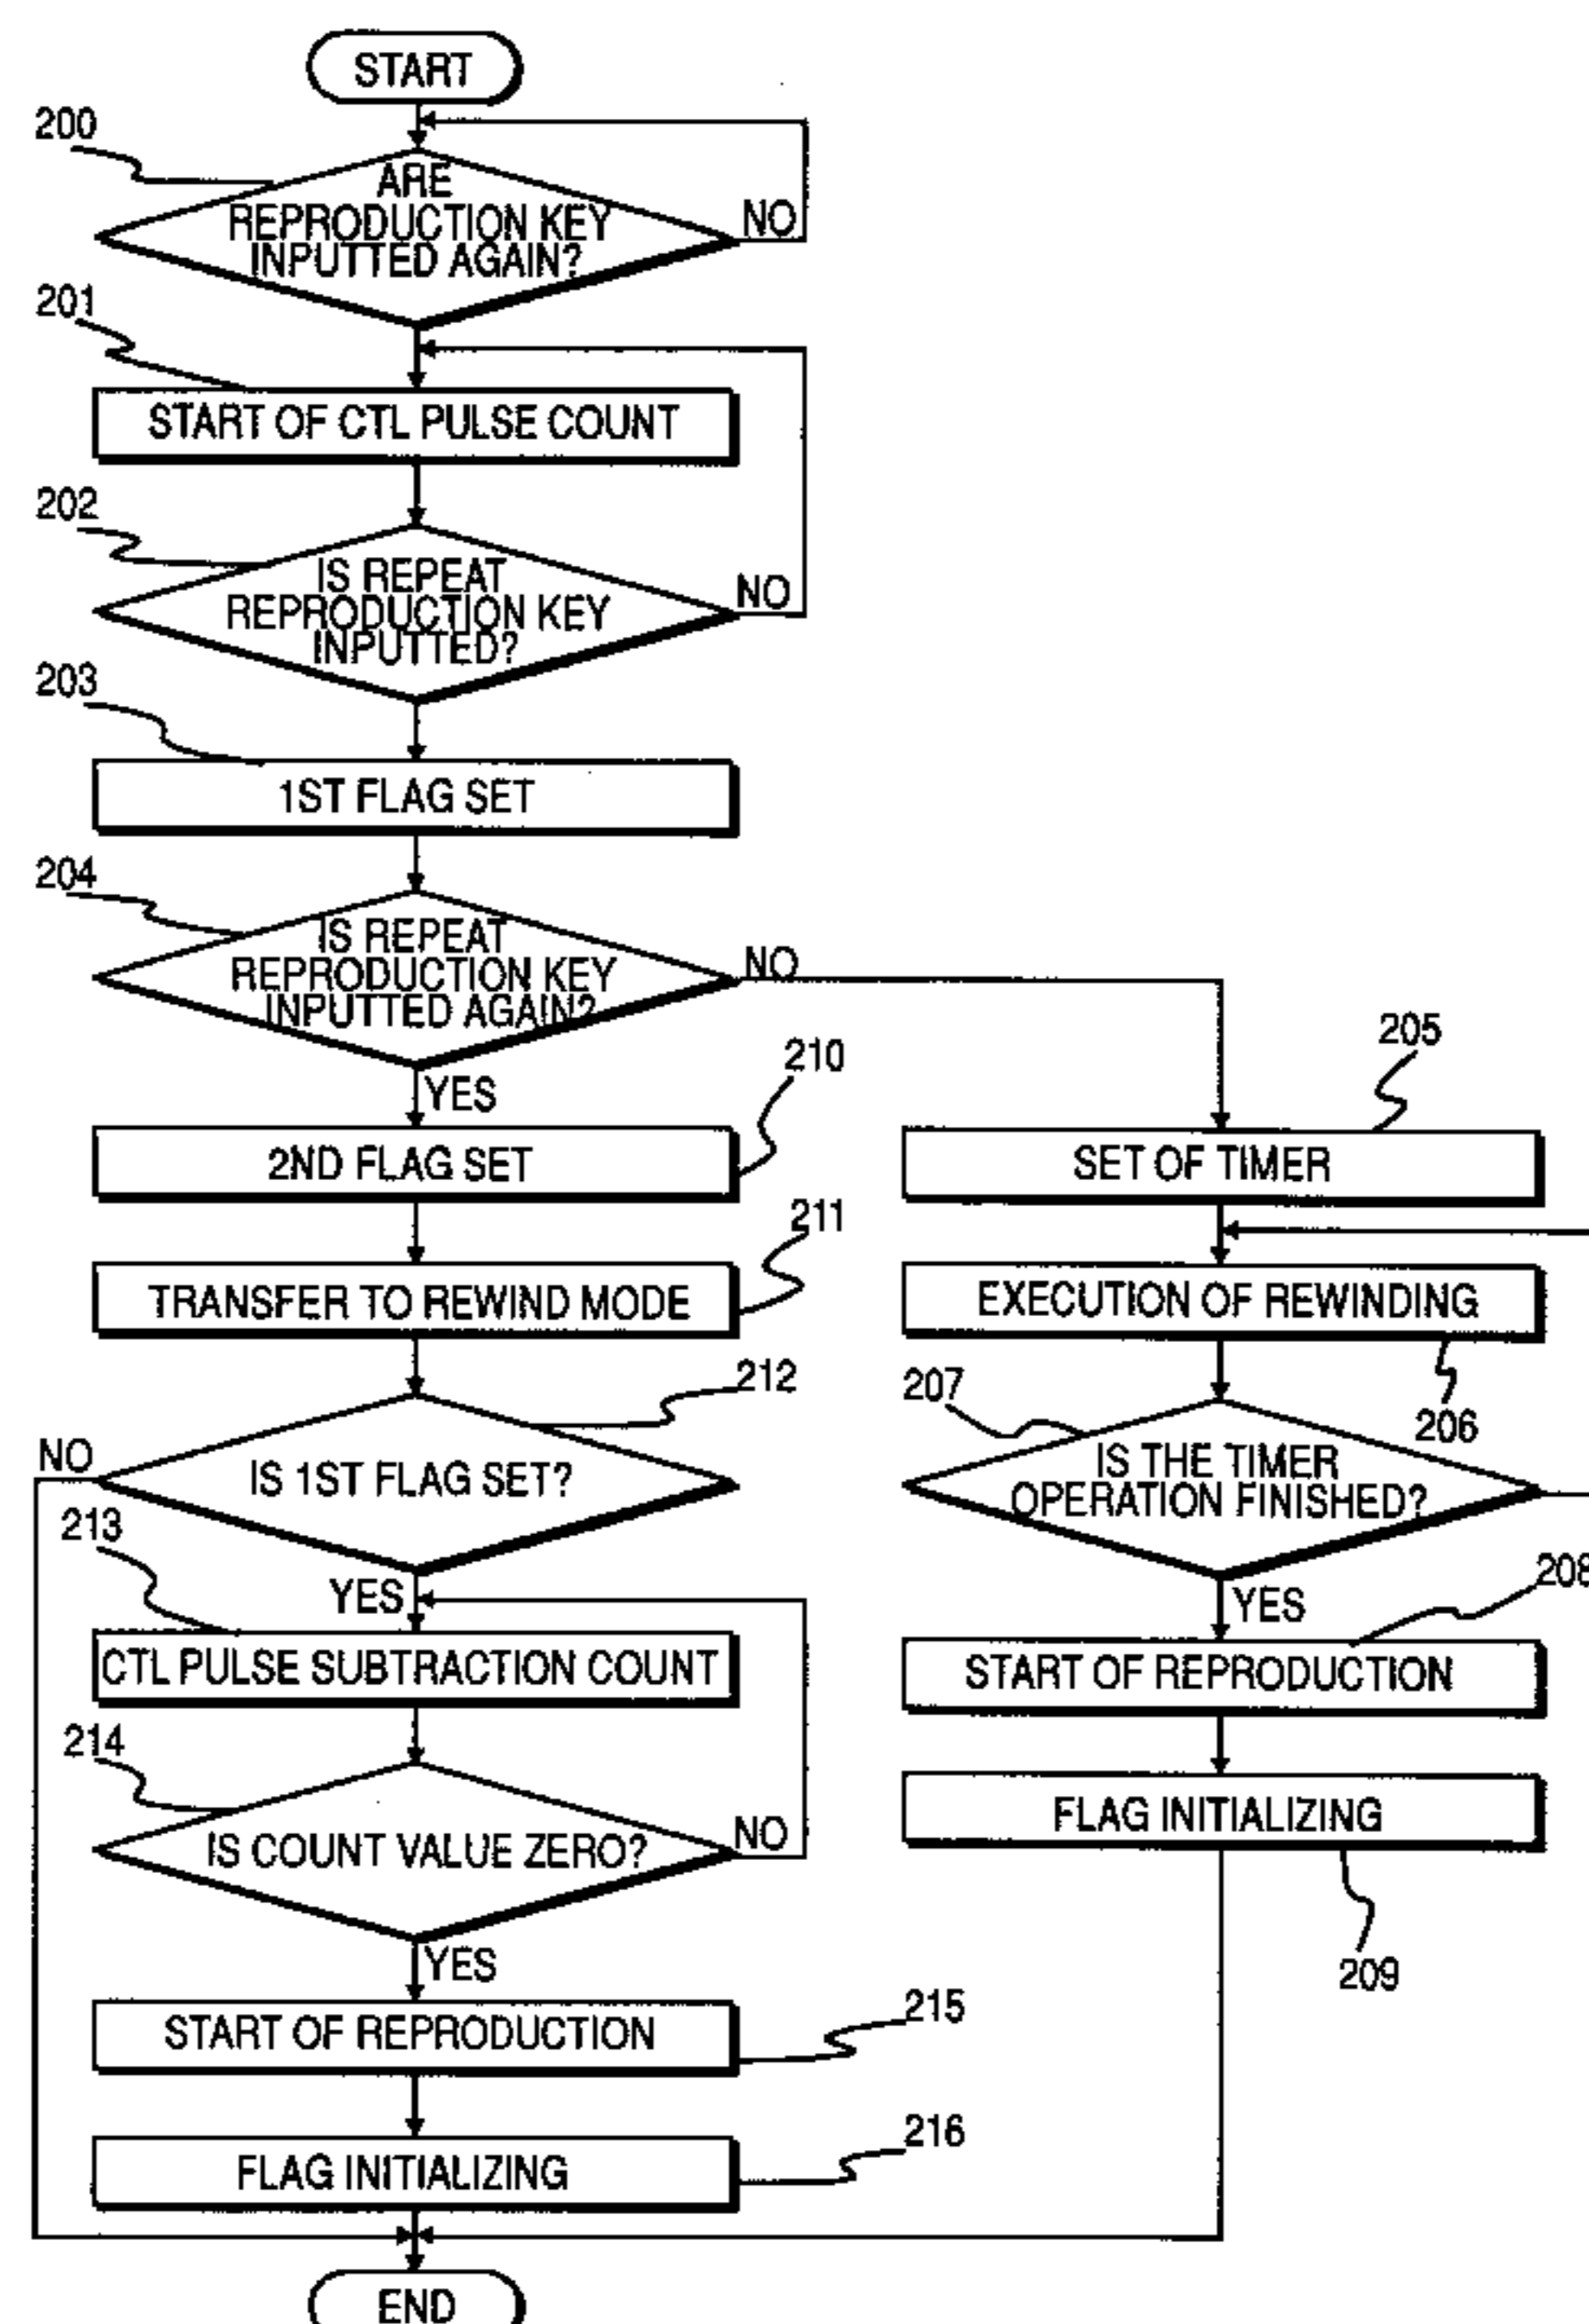 START
200
ARE
REPRODUCTION KEY
INPUTTED AGAIN?
NO
201
START OF CTL PULSE COUNT
202
IS REPEAT
REPRODUCTION KEY
INPUTTED?
NO
203
1ST FLAG SET
204
IS REPEAT
REPRODUCTION KEY
INPUTTED AGAIN?
NO
YES
210
2ND FLAG SET
211
TRANSFER TO REWIND MODE
212
NO
IS 1ST FLAG SET?
213
YES
CTL PULSE SUBTRACTION COUNT
214
IS COUNT VALUE ZERO?
NO
YES
215
START OF REPRODUCTION
216
FLAG INITIALIZING
END
205
SET OF TIMER
EXECUTION OF REWINDING
206
207
IS THE TIMER
OPERATION FINISHED?
YES
208
START OF REPRODUCTION
FLAG INITIALIZING
209